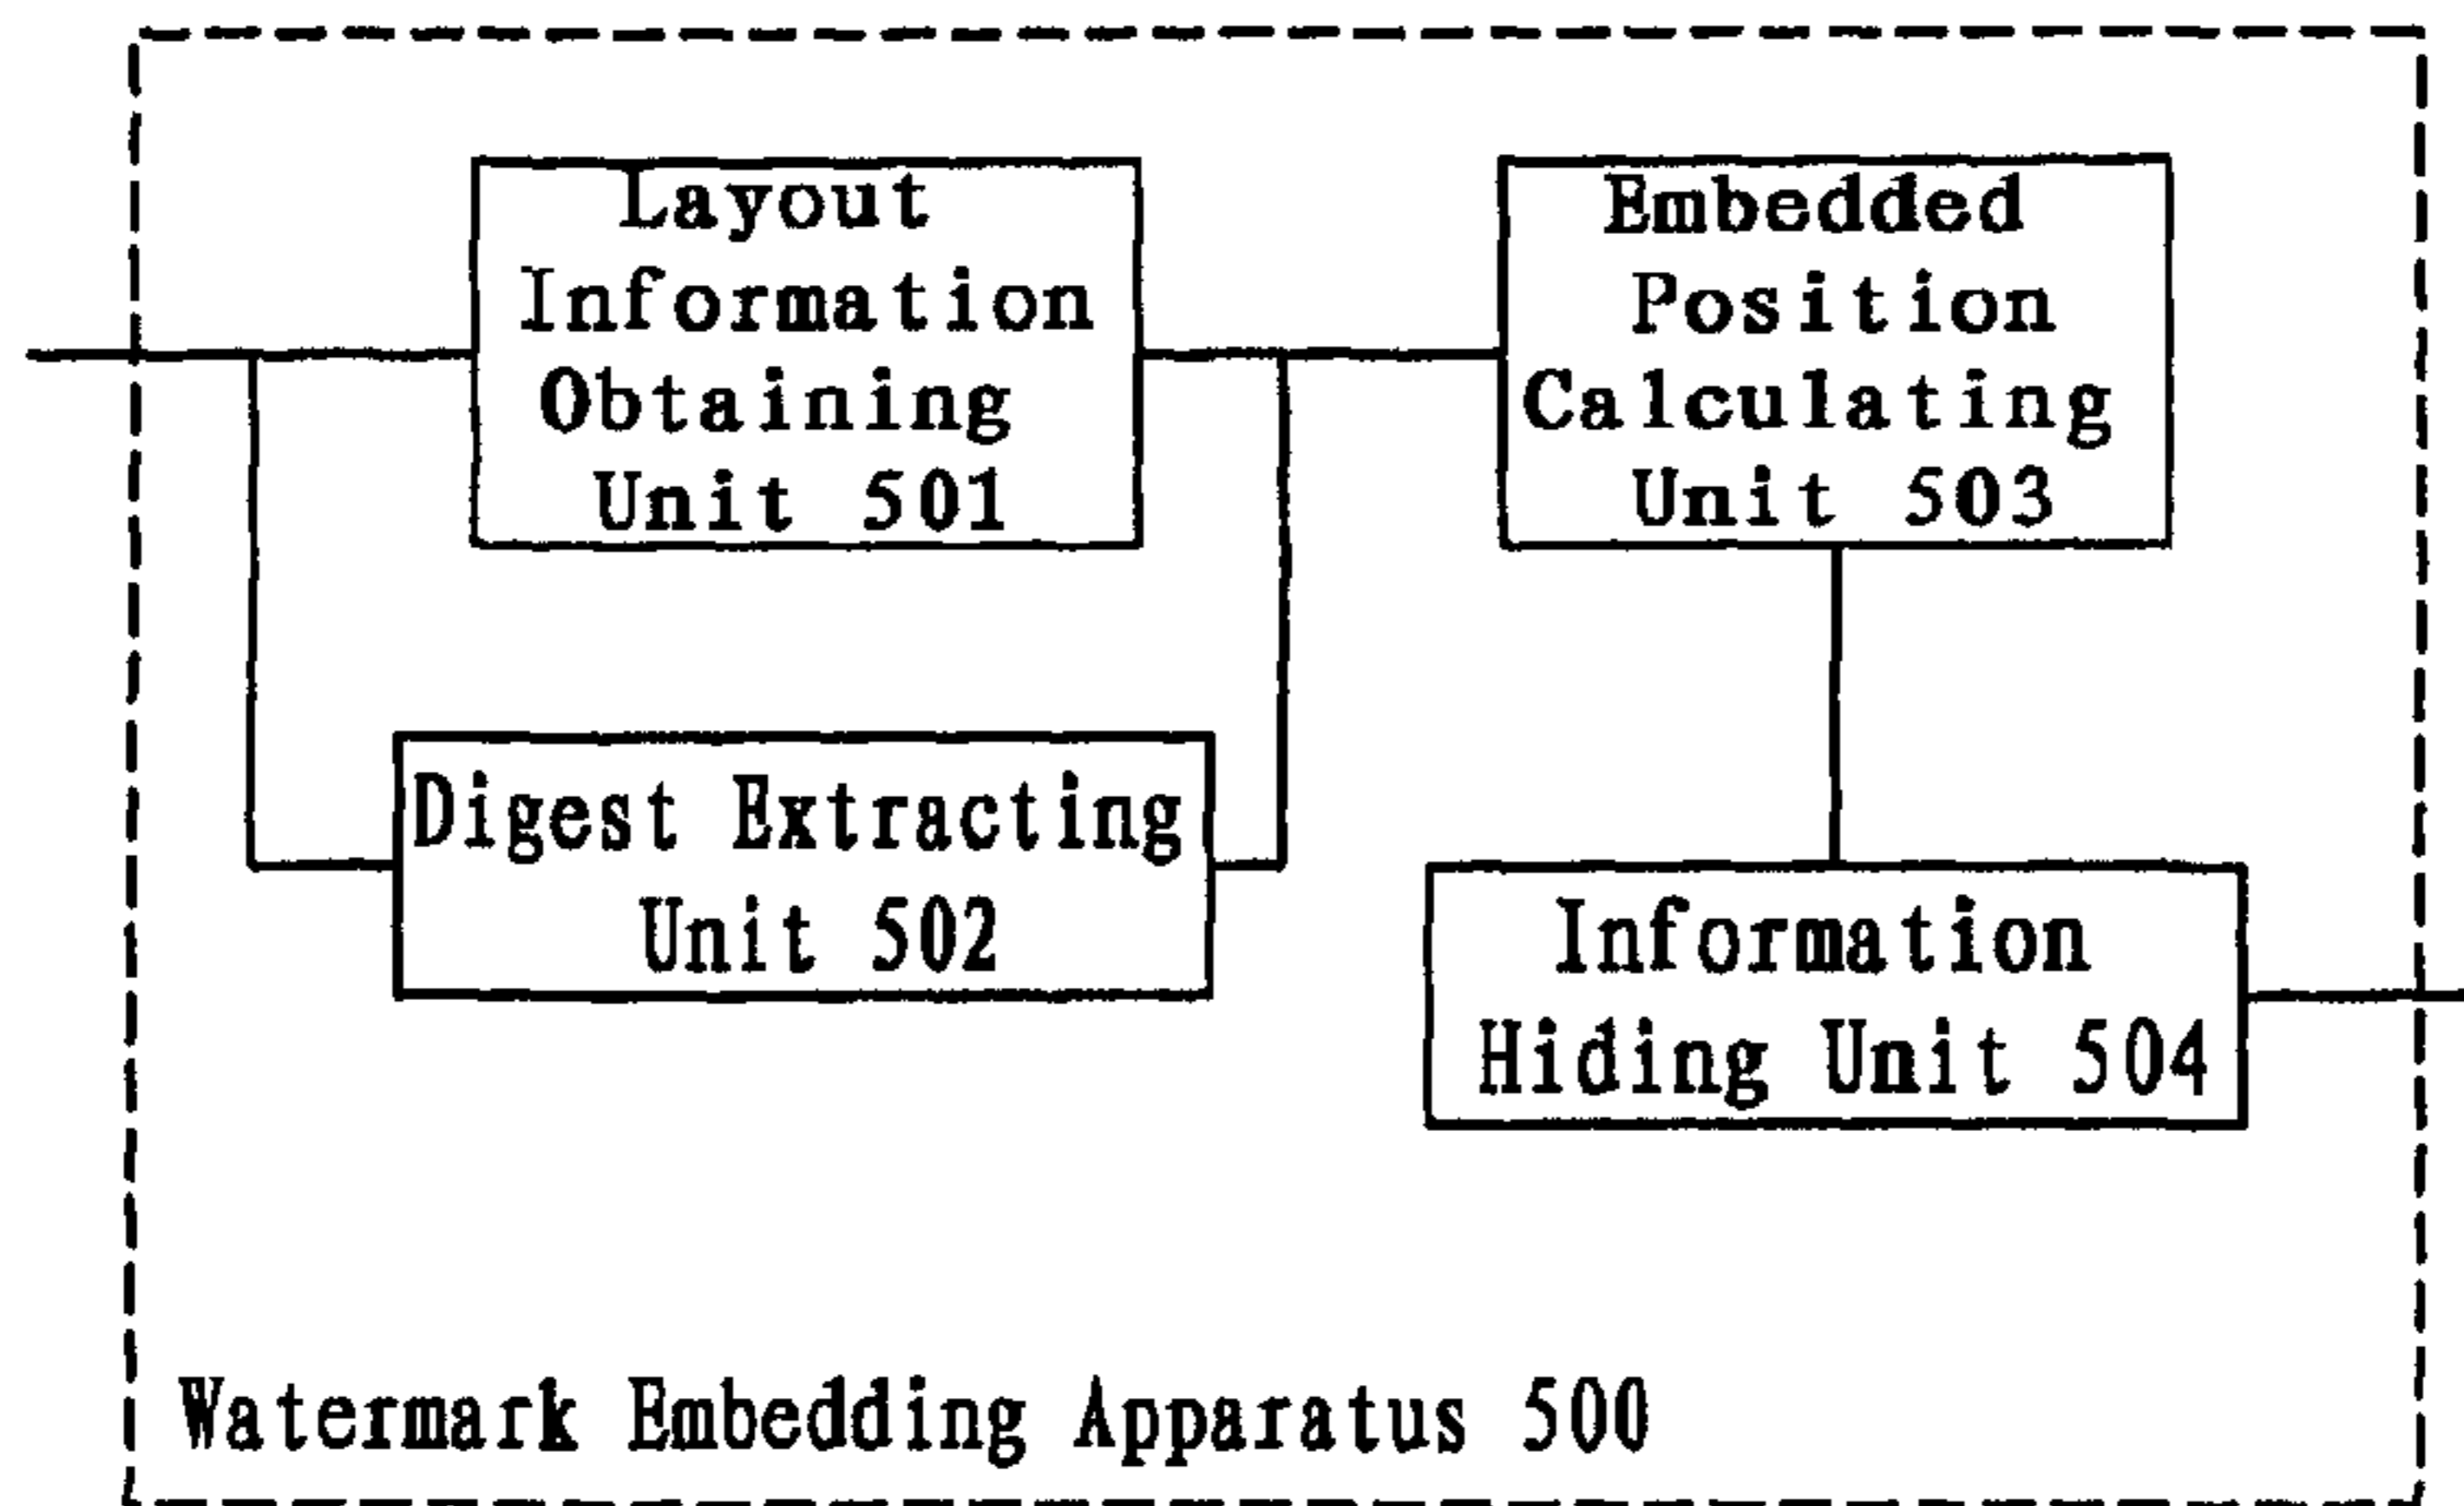 Layout
Information
Obtaining
Unit 501
Embedded
Position
Calculating
Unit 503
Digest Extracting
Unit 502
Information
Hiding Unit 504
Watermark Embedding Apparatus 500